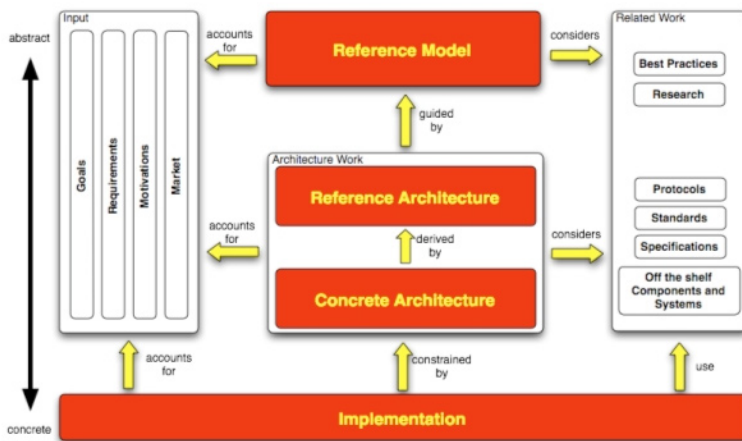 Input
Related Work
abstract
accounts
for
Reference Model
considers
Best Practices
Research
guided
by
Goals
Requirements
Motivations
Market
Architecture Work
Reference Architecture
accounts
for
derived
by
considers
Concrete Architecture
Protocols
Standards
Specifications
Off the shelf
Components and
Systems
accounts
for
constrained
by
use
concrete
Implementation